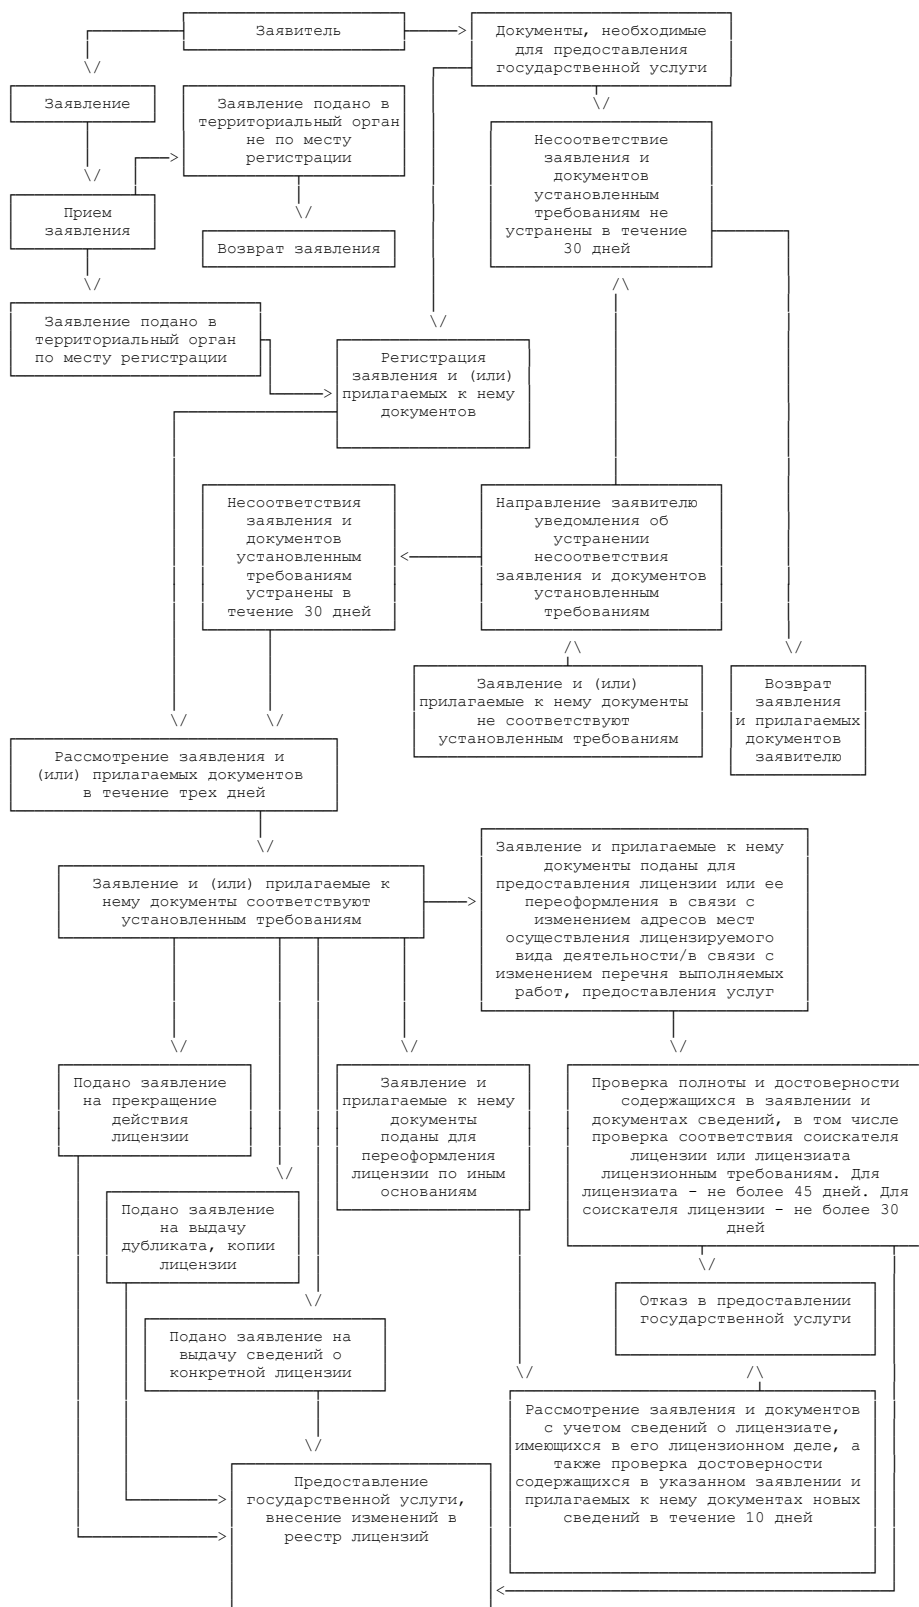 Заявитель
Документы, необходимые
для предоставления
государственной услуги
Заявление
Заявление подано в
территориальный орган
не по месту
регистрации
Несоответствие
заявления и
документов
установленным
требованиям не
устранены в течение
30 дней
Прием
заявления
Возврат заявления
Заявление подано в
территориальный орган
по месту регистрации
Регистрация
заявления и (или)
прилагаемых к нему
документов
Несоответствия
заявления и
документов
установленным
требованиям
устранены в
течение 30 дней
Направление заявителю
уведомления об
устранении
несоответствия
заявления и документов
установленным
требованиям
Заявление и (или)
прилагаемые к нему документы
не соответствуют
установленным требованиям
Возврат
заявления
и прилагаемых
документов
заявителю
Рассмотрение заявления и
(или) прилагаемых документов
в течение трех дней
Заявление и (или) прилагаемые к
нему документы соответствуют
установленным требованиям
Заявление и прилагаемые к нему
документы поданы для
предоставления лицензии или ее
переоформления в связи с
изменением адресов мест
осуществления лицензируемого
вида деятельности/в связи с
изменением перечня выполняемых
работ, предоставления услуг
Подано заявление
на прекращение
действия
лицензии
Заявление и
прилагаемые к нему
документы
поданы для
переоформления
лицензии по иным
основаниям
Проверка полноты и достоверности
содержащихся в заявлении и
документах сведений, в том числе
проверка соответствия соискателя
лицензии или лицензиата
лицензионным требованиям. Для
лицензиата - не более 45 дней. Для
соискателя лицензии - не более 30
дней
Подано заявление
на выдачу
дубликата, копии
лицензии
Отказ в предоставлении
государственной услуги
Подано заявление на
выдачу сведений о
конкретной лицензии
Рассмотрение заявления и документов
с учетом сведений о лицензиате,
имеющихся в его лицензионном деле, а
также проверка достоверности
содержащихся в указанном заявлении и
прилагаемых к нему документах новых
сведений в течение 10 дней
Предоставление
государственной услуги,
внесение изменений в
реестр лицензий